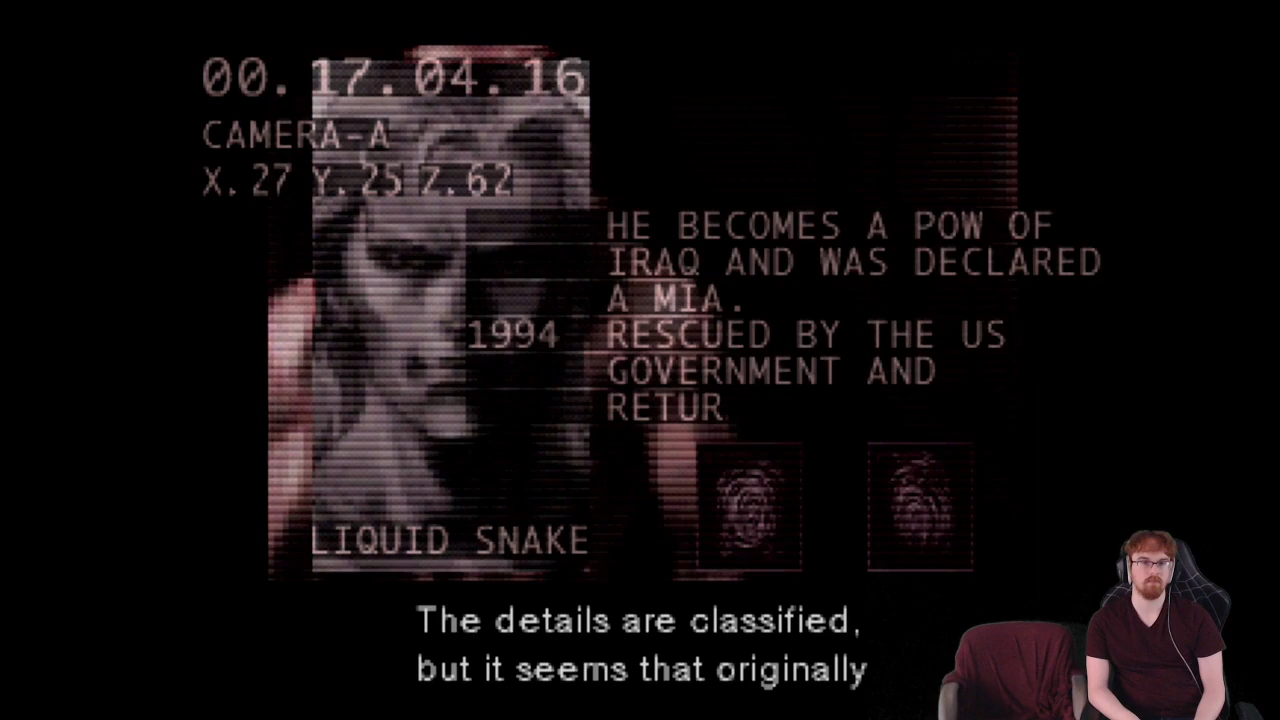 00.17.04.16
CAMERA-A
X.27 Y.25 Z.62
HE BECOMES A POW OF
IRAQ AND WAS DECLARED
A MIA.
1994 RESCUED BY THE US
GOVERNMENT AND
RETUR
LIQUID SNAKE
The details are classified,
but it seems that originally